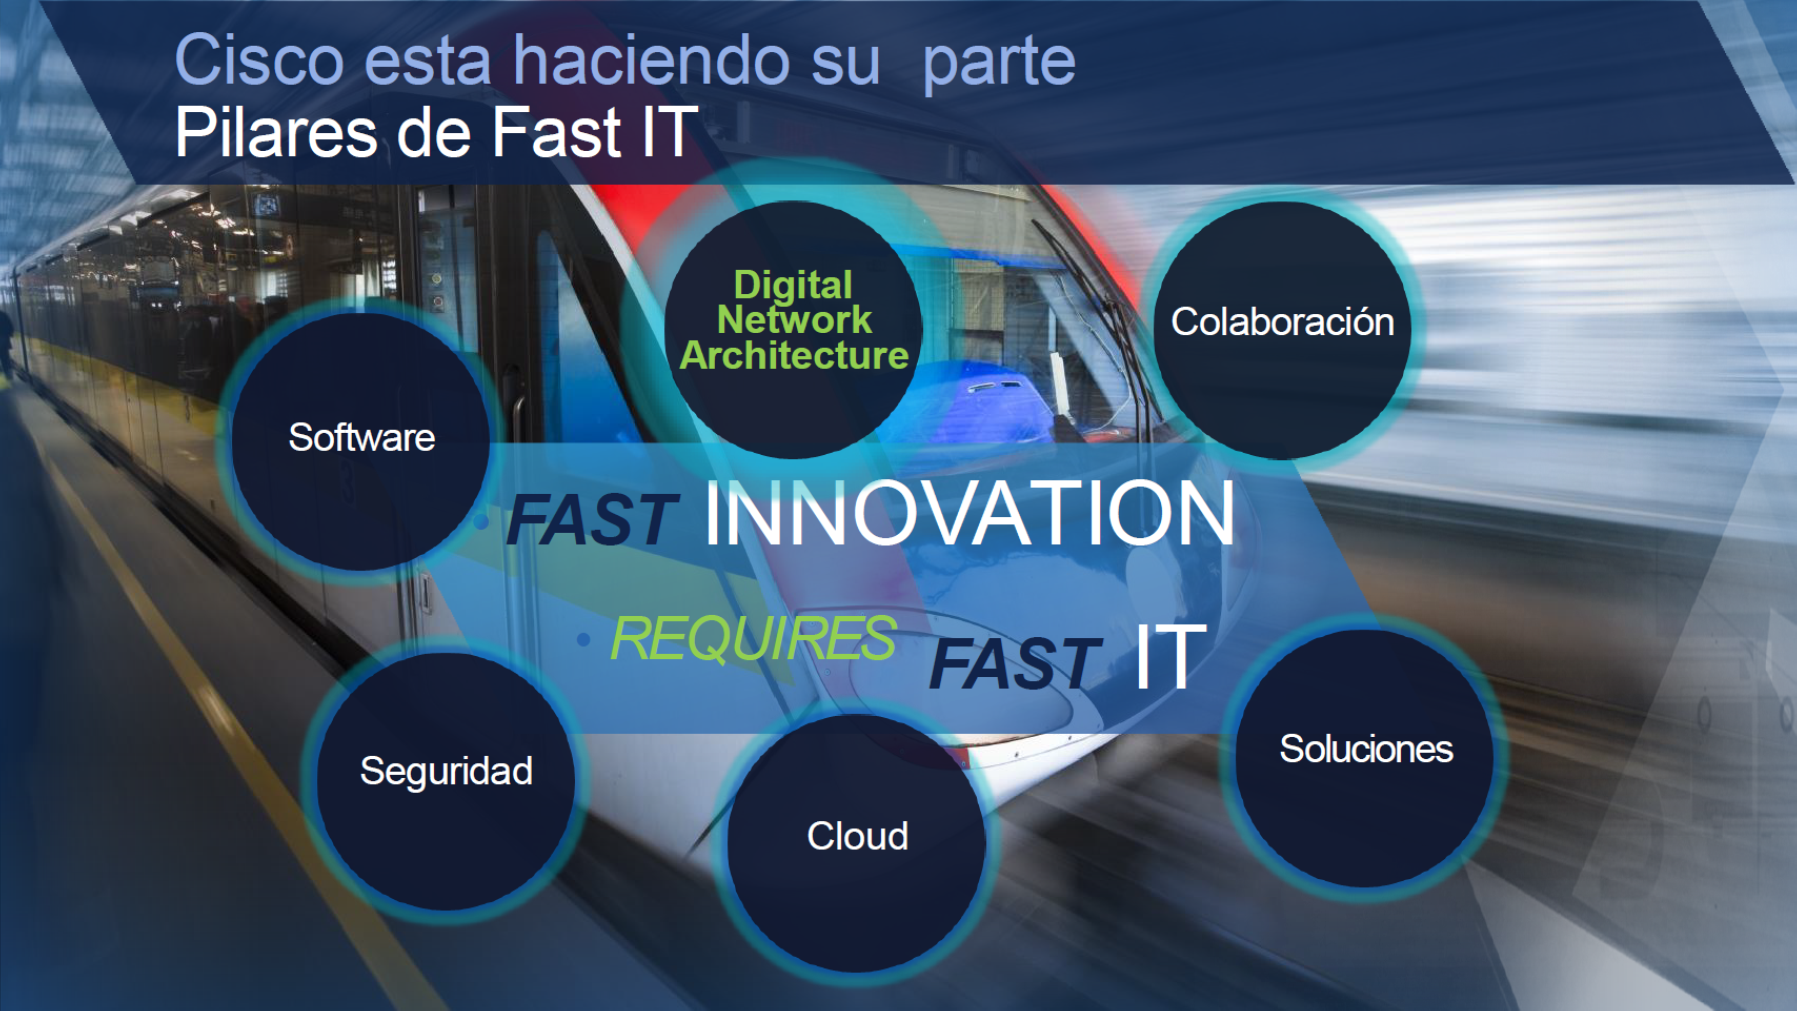 Cisco esta haciendo su  parte
Pilares de Fast IT
Digital
Network
Architecture
Colaboración
Software
• FAST INNOVATION
• REQUIRES FAST IT
Seguridad
Cloud
Soluciones